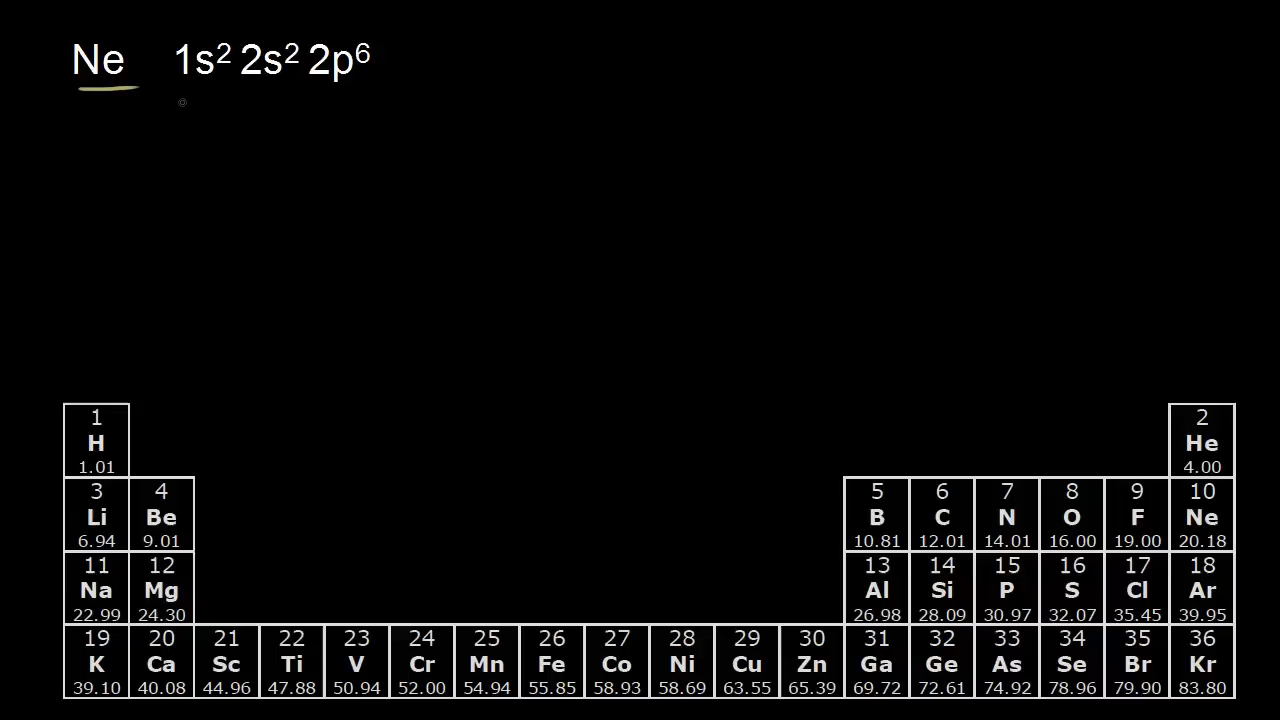 Ne 1s² 2s² 2p⁶
1 2
H He
1.01 4.00
3 4 5 6 7 8 9 10
Li Be B C N O F Ne
6.94 9.01 10.81 12.01 14.01 16.00 19.00 20.18
11 12 13 14 15 16 17 18
Na Mg Al Si P S Cl Ar
22.99 24.30 26.98 28.09 30.97 32.07 35.45 39.95
19 20 21 22 23 24 25 26 27 28 29 30 31 32 33 34 35 36
K Ca Sc Ti V Cr Mn Fe Co Ni Cu Zn Ga Ge As Se Br Kr
39.10 40.08 44.96 47.88 50.94 52.00 54.94 55.85 58.93 58.69 63.55 65.39 69.72 72.61 74.92 78.96 79.90 83.80